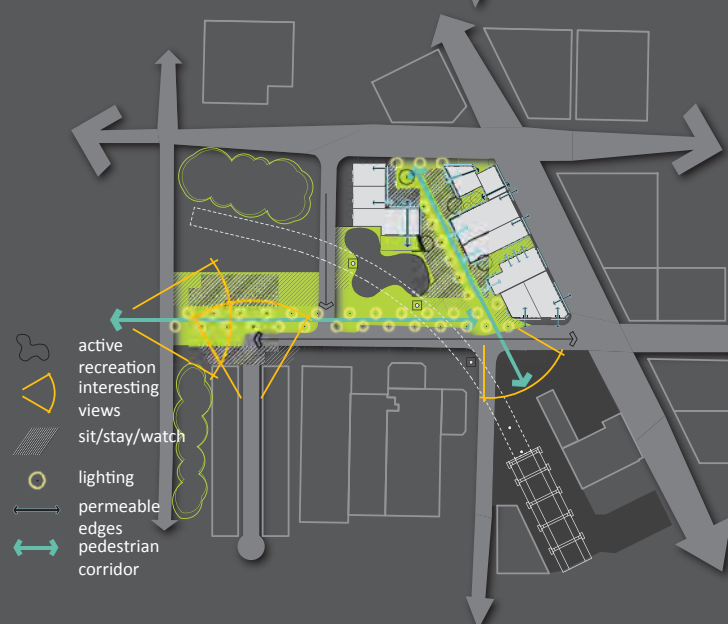 active
recreation
interesting
views
sit/stay/watch
lighting
permeable
edges
pedestrian
corridor